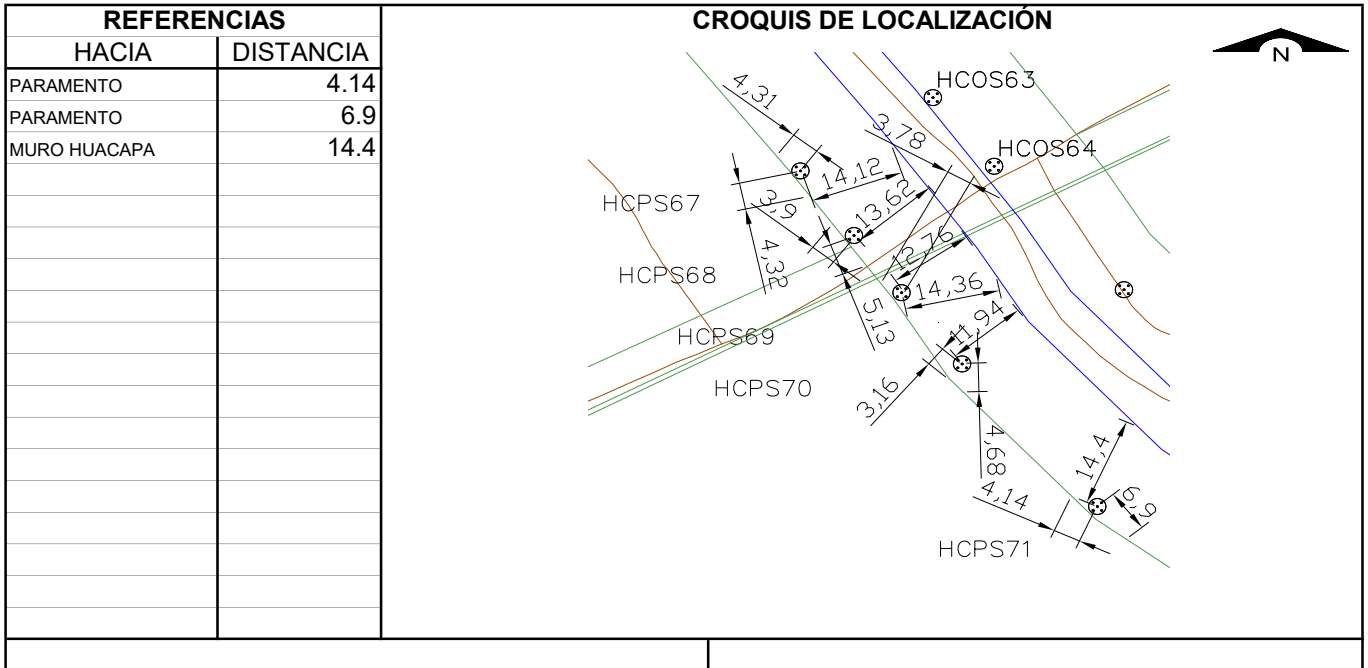 REFERENCIAS
HACIA DISTANCIA
PARAMENTO 4.14
PARAMENTO 6.9
MURO HUACAPA 14.4
CROQUIS DE LOCALIZACIÓN
N
HCOS63
4,31
3,78
HCOS64
14,12
HCPS67
3,9
13,62
4,32
12,76
HCPS68
14,36
5,13
HCPS69
11,94
HCPS70
3,16
4,68
14,4
4,14
6,9
HCPS71